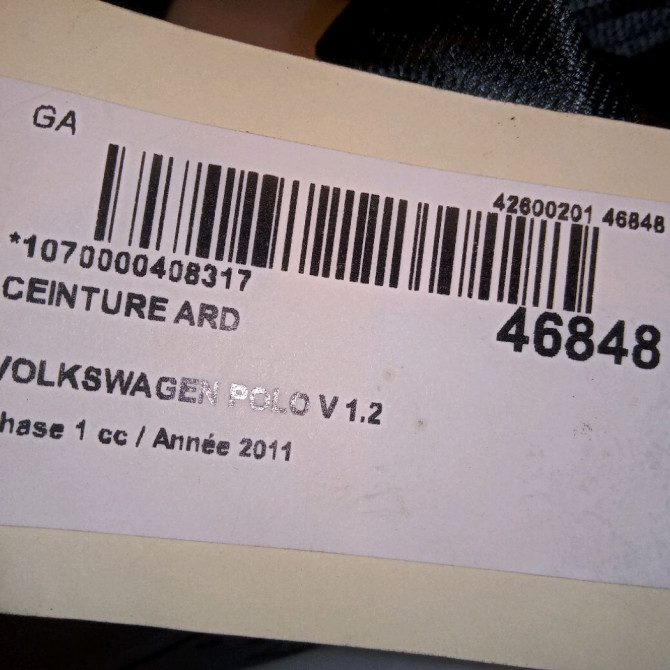 GA
42600201 46848
*1070000408317
CEINTURE ARD
46848
VOLKSWAGEN POLO V 1.2
hase 1 cc / Année 2011